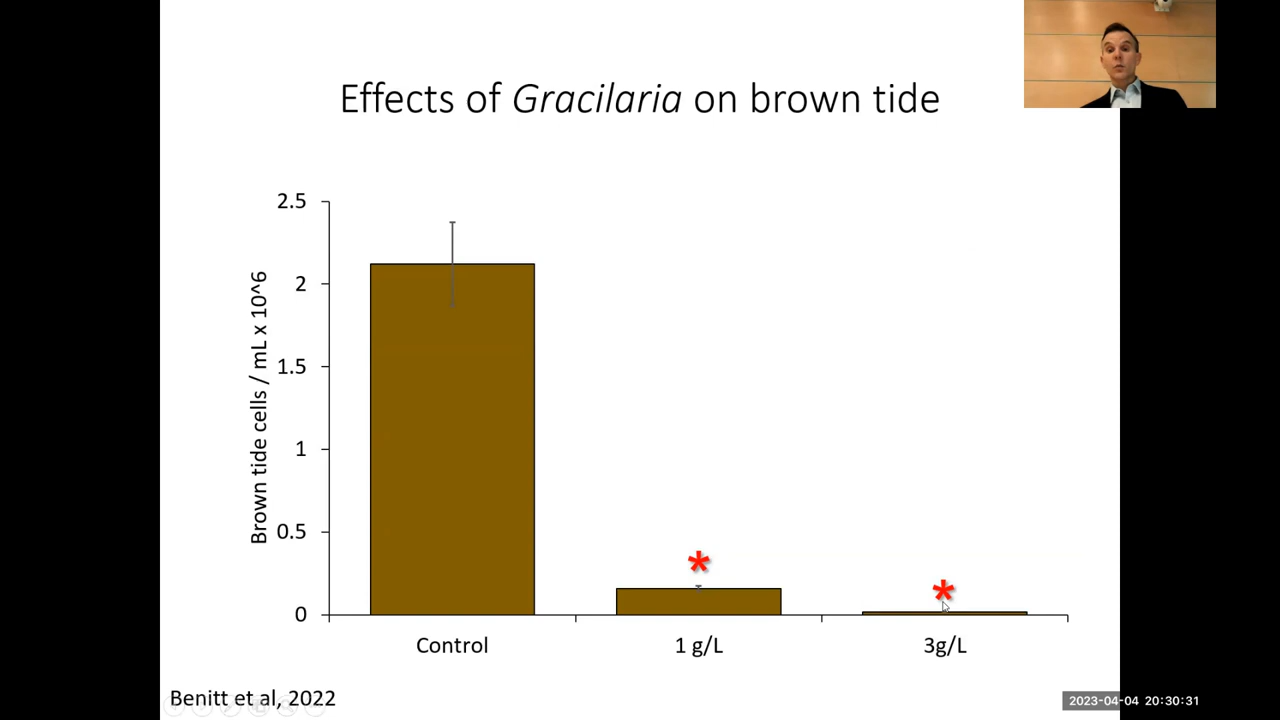 Effects of Gracilaria on brown tide
2.5
2
1.5
1
0.5
0
Brown tide cells / mL x 10^6
*
*
Control
1 g/L
3g/L
Benitt et al, 2022
2023-04-04 20:30:31